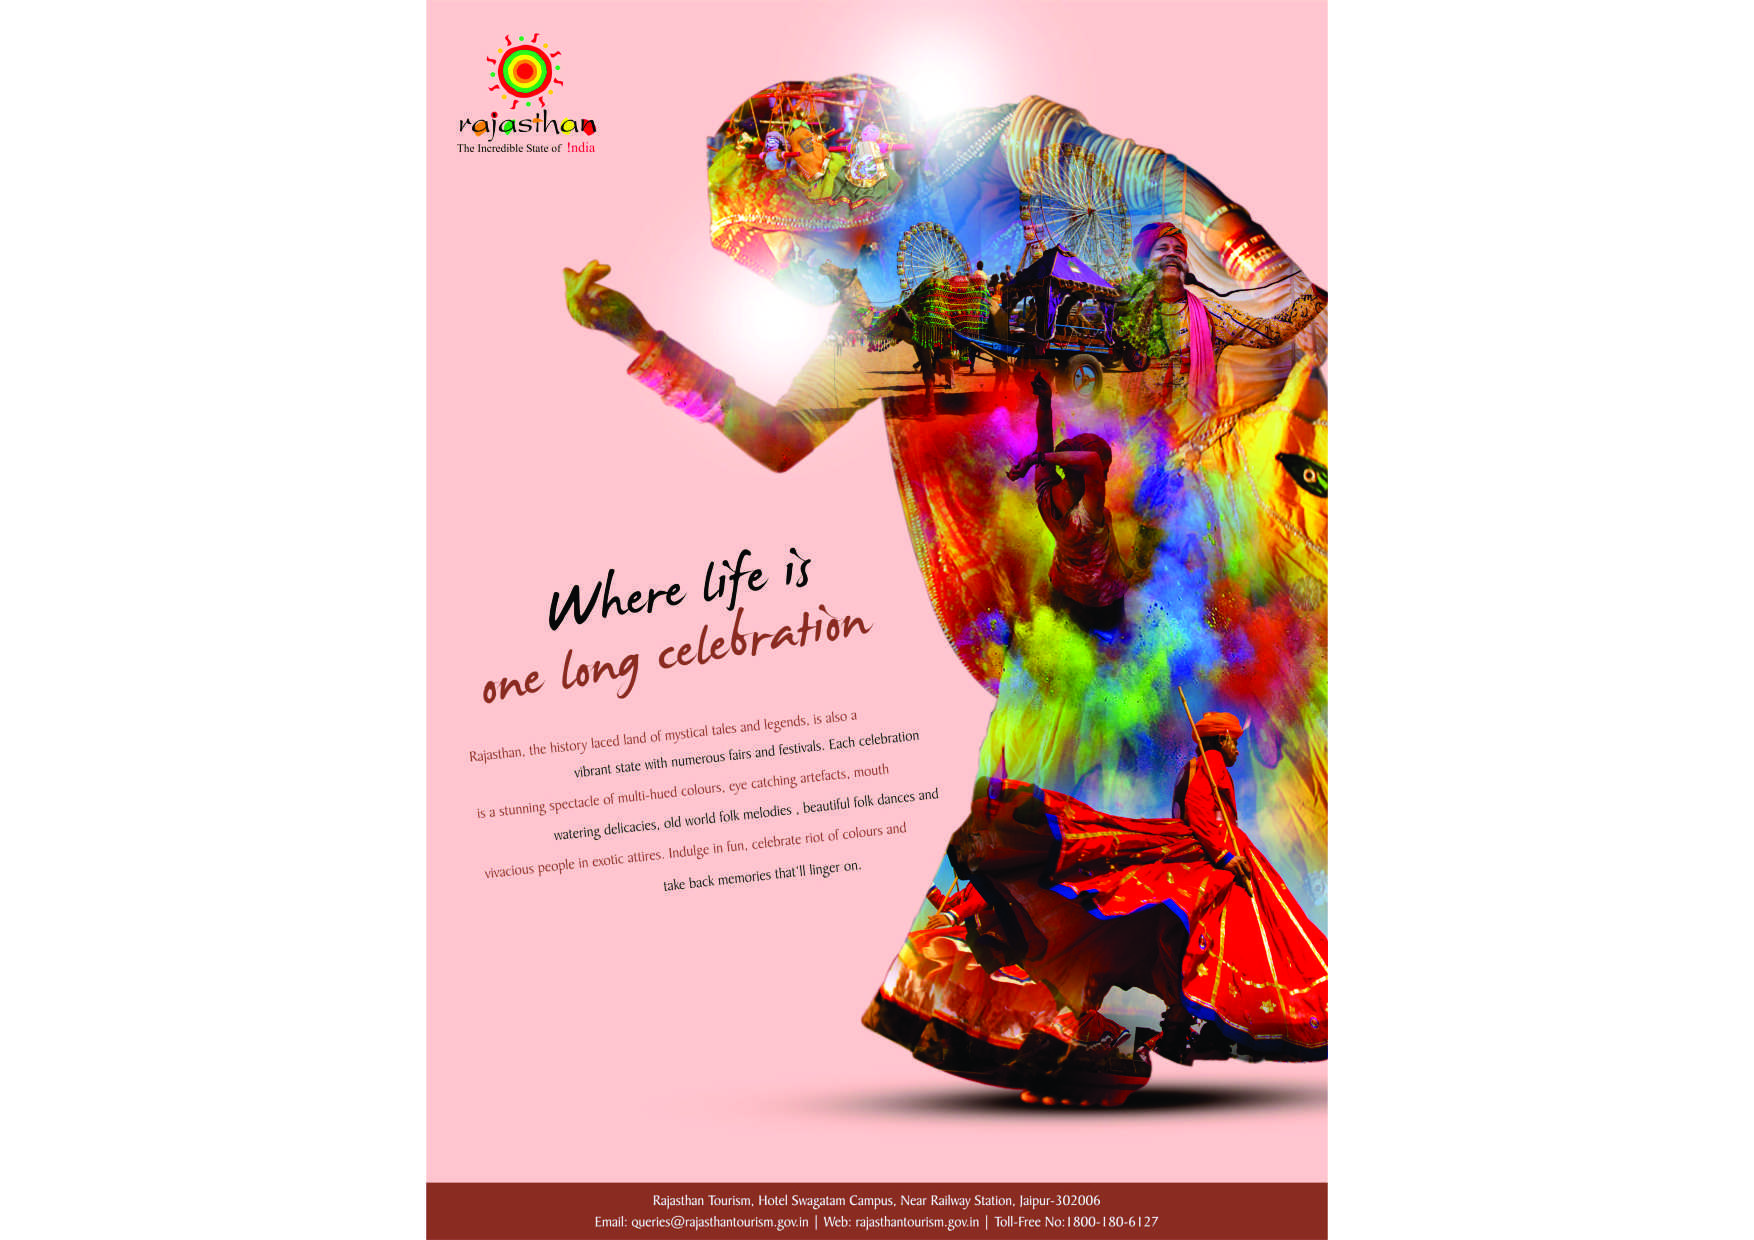 rajasthan
The Incredible State of !ndia
Where life is
one long celebration
Rajasthan, the history laced land of mystical tales and legends, is also a
vibrant state with numerous fairs and festivals. Each celebration
is a stunning spectacle of multi-hued colours, eye catching artefacts, mouth
watering delicacies, old world folk melodies , beautiful folk dances and
vivacious people in exotic attires. Indulge in fun, celebrate riot of colours and
take back memories that'll linger on.
Rajasthan Tourism, Hotel Swagatam Campus, Near Railway Station, Jaipur-302006
Email: queries@rajasthantourism.gov.in | Web: rajasthantourism.gov.in | Toll-Free No:1800-180-6127